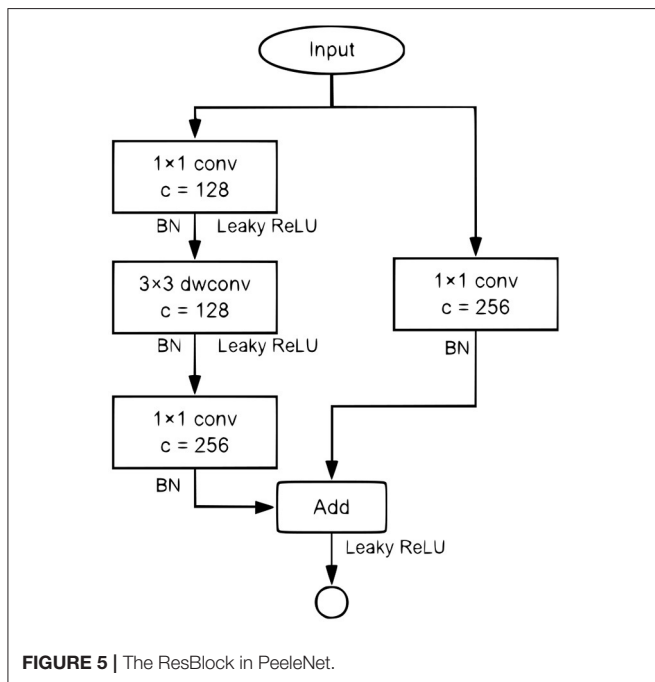 Input
1×1 conv
c = 128
BN Leaky ReLU
3×3 dwconv
c = 128
BN Leaky ReLU
1×1 conv
c = 256
BN
1×1 conv
c = 256
BN
Add
Leaky ReLU
FIGURE 5 | The ResBlock in PeeleNet.